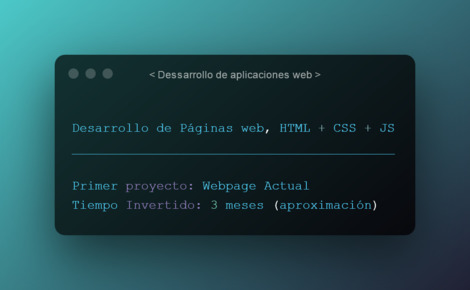 < Dessarrollo de aplicaciones web >
Desarrollo de Páginas web, HTML + CSS + JS
Primer proyecto: Webpage Actual
Tiempo Invertido: 3 meses (aproximación)